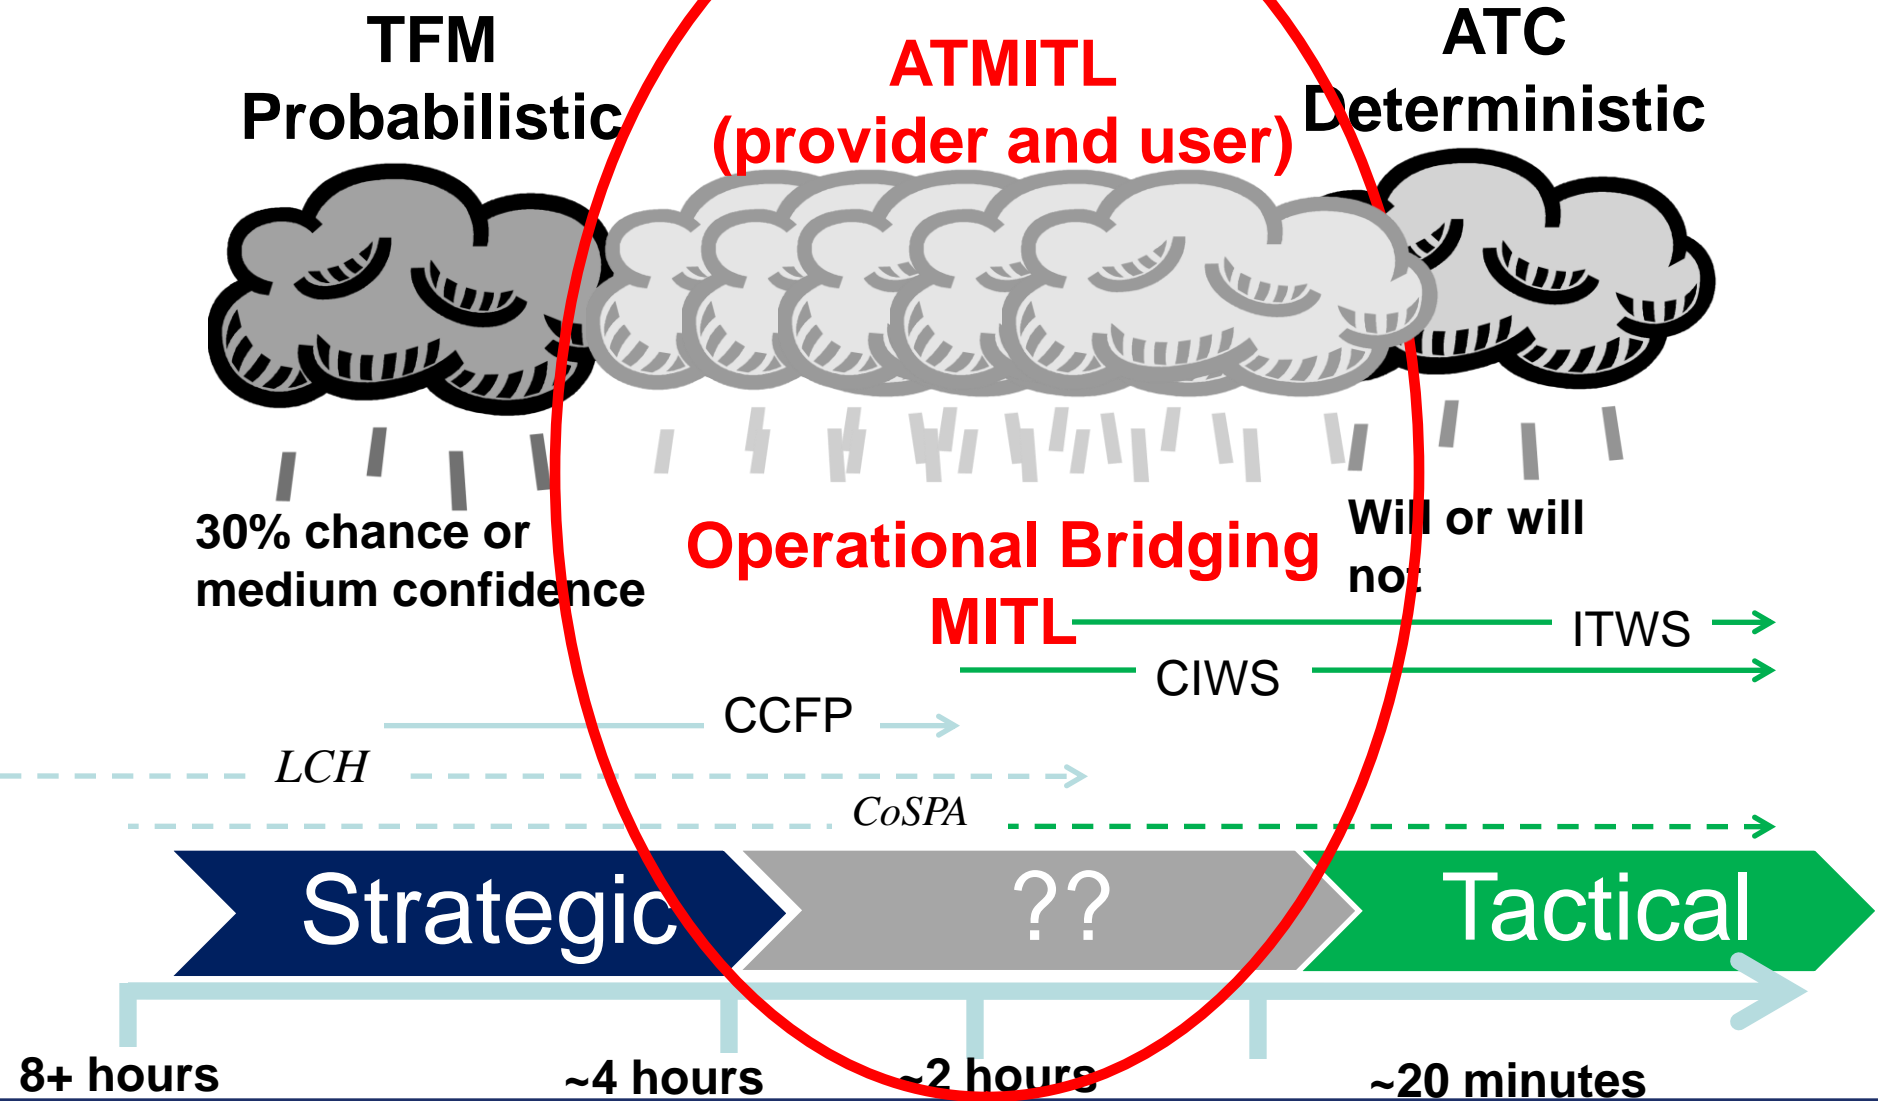 TFM
Probabilistic
ATMITL
(provider and user)
ATC
Deterministic
30% chance or
medium confidence
Operational Bridging
MITL
Will or will
not
ITWS
CIWS
CCFP
LCH
CoSPA
Strategic
??
Tactical
8+ hours
~4 hours
~2 hours
~20 minutes